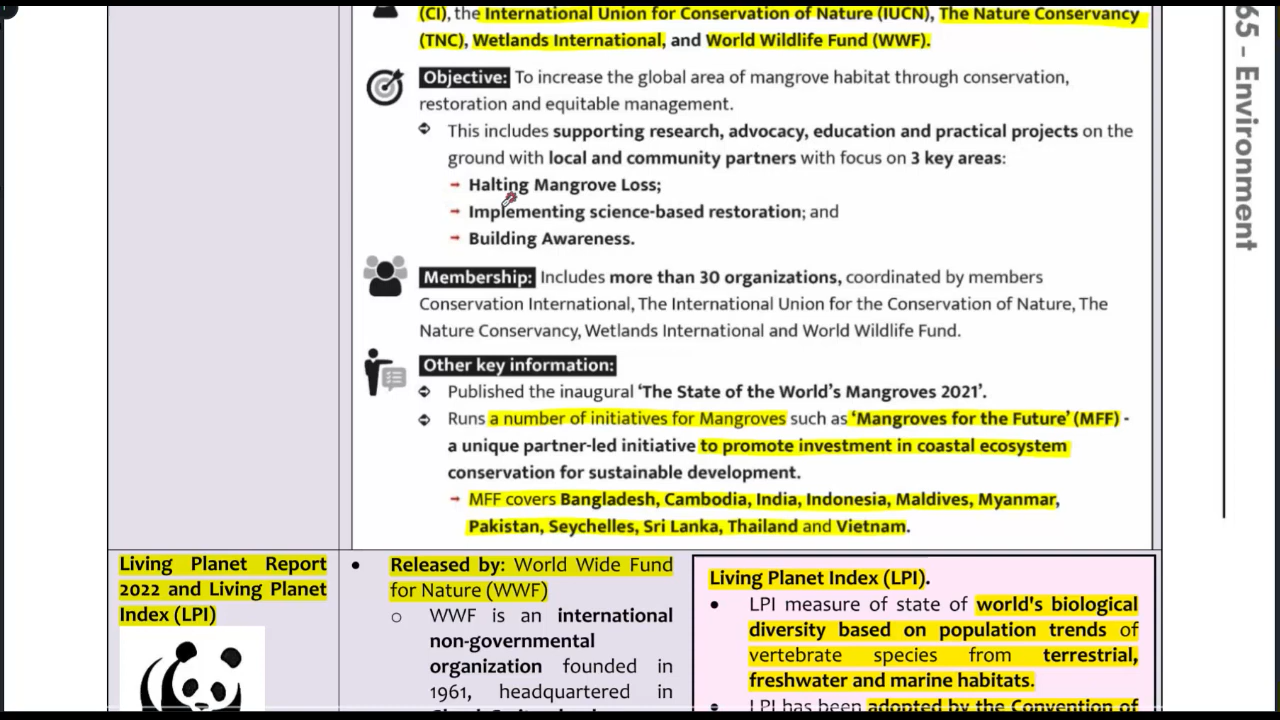 (CI), the International Union for Conservation of Nature (IUCN), The Nature Conservancy
(TNC), Wetlands International, and World Wildlife Fund (WWF).
Objective: To increase the global area of mangrove habitat through conservation,
restoration and equitable management.
This includes supporting research, advocacy, education and practical projects on the
ground with local and community partners with focus on 3 key areas:
Halting Mangrove Loss;
Implementing science-based restoration; and
Building Awareness.
Membership: Includes more than 30 organizations, coordinated by members
Conservation International, The International Union for the Conservation of Nature, The
Nature Conservancy, Wetlands International and World Wildlife Fund.
Other key information:
Published the inaugural ‘The State of the World’s Mangroves 2021’.
Runs a number of initiatives for Mangroves such as ‘Mangroves for the Future’ (MFF) -
a unique partner-led initiative to promote investment in coastal ecosystem
conservation for sustainable development.
MFF covers Bangladesh, Cambodia, India, Indonesia, Maldives, Myanmar,
Pakistan, Seychelles, Sri Lanka, Thailand and Vietnam.
Living Planet Report
2022 and Living Planet
Index (LPI)
• Released by: World Wide Fund
for Nature (WWF)
o WWF is an international
non-governmental
organization founded in
1961, headquartered in
Living Planet Index (LPI).
• LPI measure of state of world's biological
diversity based on population trends of
vertebrate species from terrestrial,
freshwater and marine habitats.
• LPI has been adopted by the Convention of
65 - Environment